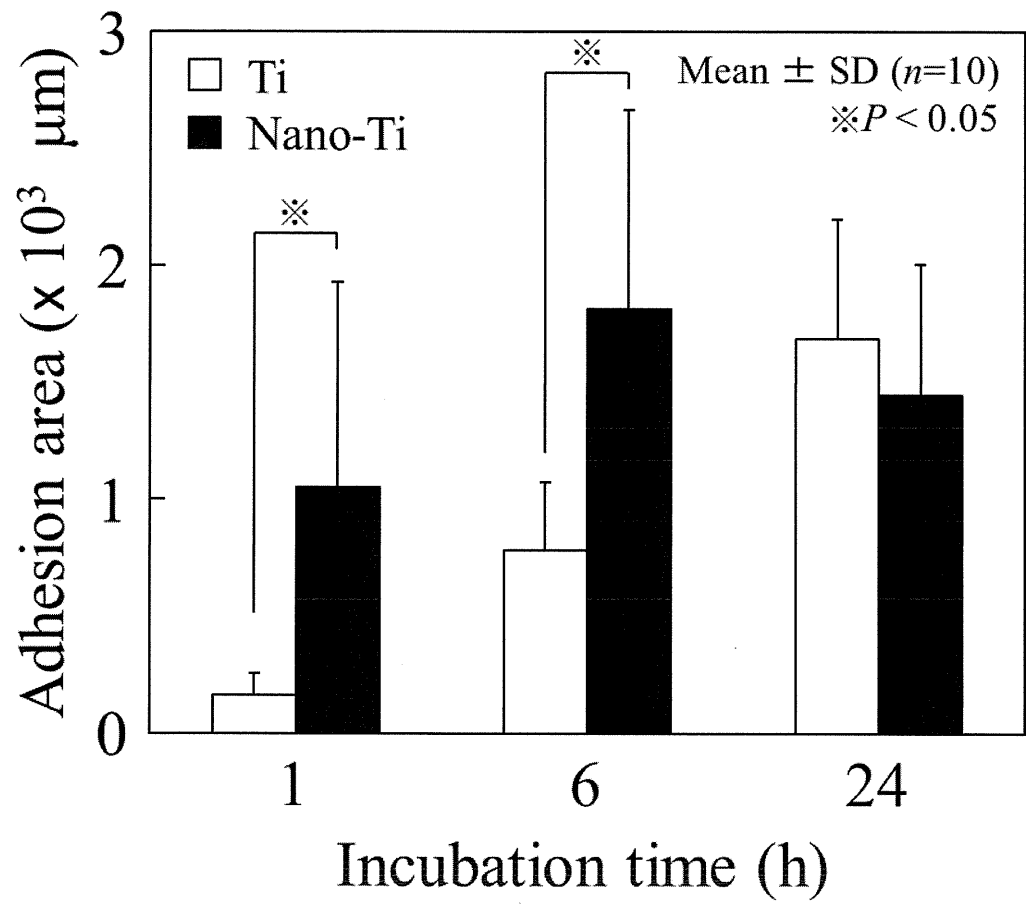 3
※
Ti
Mean ± SD (n=10)
Nano-Ti
※P < 0.05
※
2
1
0
Adhesion area (x 10³ μm)
1
6
24
Incubation time (h)